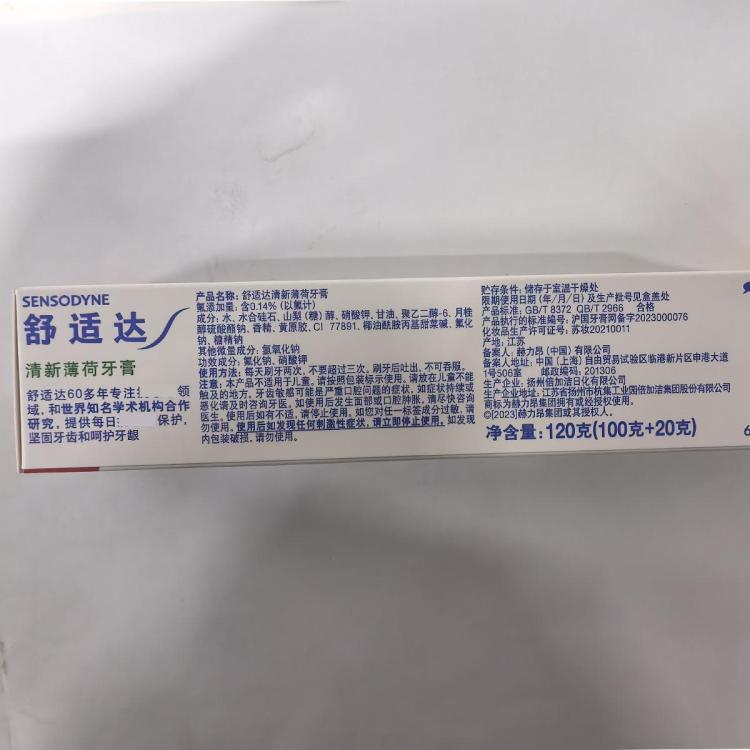 SENSODYNE
舒适达
清新薄荷牙膏
舒适达60多年专注 领
域，和世界知名学术机构合作
研究，提供每日 保护，
坚固牙齿和呵护牙龈
产品名称：舒适达清新薄荷牙膏
氟添加量：含0.14%（以氟计）
成分：水、水合硅石、山梨（糖）醇、硝酸钾、甘油、聚乙二醇-6、月桂
醇硫酸酯钠、香精、黄原胶、CI 77891、椰油酰胺丙基甜菜碱、氟化
钠、糖精钠
其他微量成分：氢氧化钠
功效成分：氟化钠、硝酸钾
使用方法：每天刷牙两次，不要超过三次，刷牙后吐出，不可吞服。
注意：本产品不适用于儿童。请按照包装标示使用。请放在儿童不能
触及的地方。牙齿敏感可能是严重口腔问题的症状，如症状持续或
恶化请及时咨询牙医。如使用后发生面部或口腔肿胀，请尽快咨询
医生。使用后如有不适，请停止使用。如您对任一标签成分过敏，请
勿使用。使用后如发现任何刺激性症状，请立即停止使用。如发现
内包装破损，请勿使用。
贮存条件：储存于室温干燥处
限期使用日期（年/月/日）及生产批号见盒盖处
产品标准：GB/T 8372 QB/T 2966 合格
产品执行的标准编号：沪国牙膏网备字2023000076
化妆品生产许可证号：苏妆20210011
产地：江苏
备案人：赫力昂（中国）有限公司
备案人地址：中国（上海）自由贸易试验区临港新片区申港大道
1号506室 邮政编码：201306
生产企业：扬州倍加洁日化有限公司
生产企业地址：江苏省扬州市杭集工业园倍加洁集团股份有限公司
商标为赫力昂集团拥有或经授权使用。
©[2023]赫力昂集团或其授权人。
净含量：120克(100克+20克)
6